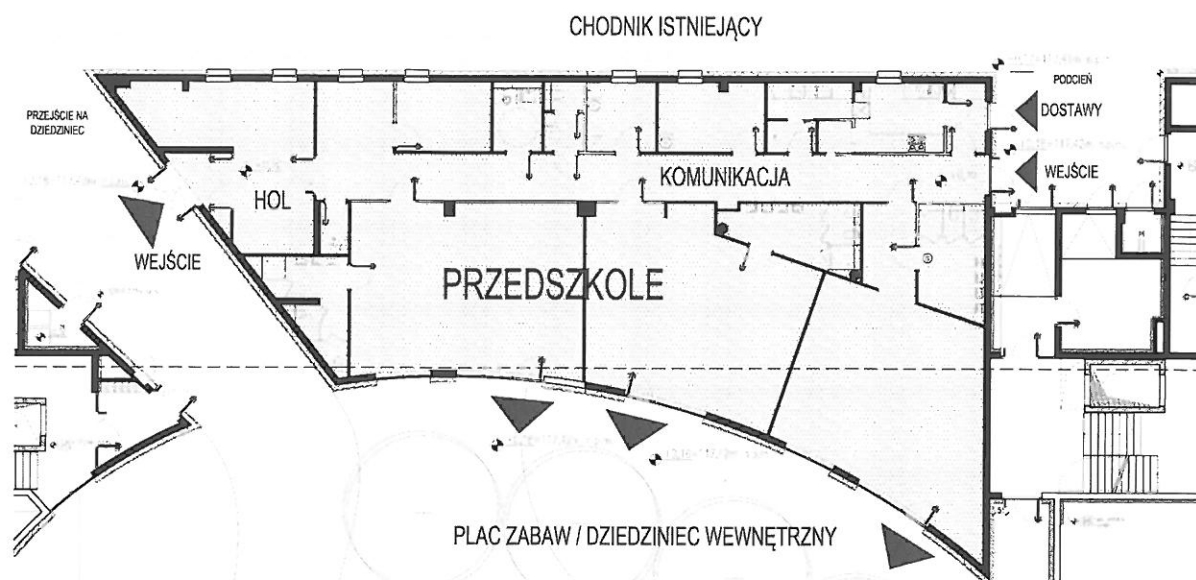 CHODNIK ISTNIEJĄCY
PODCIEŃ
DOSTAWY
PRZEJŚCIE NA
DZIEDZINIEC
WEJŚCIE
KOMUNIKACJA
HOL
WEJŚCIE
PRZEDSZKOLE
PLAC ZABAW / DZIEDZINIEC WEWNĘTRZNY